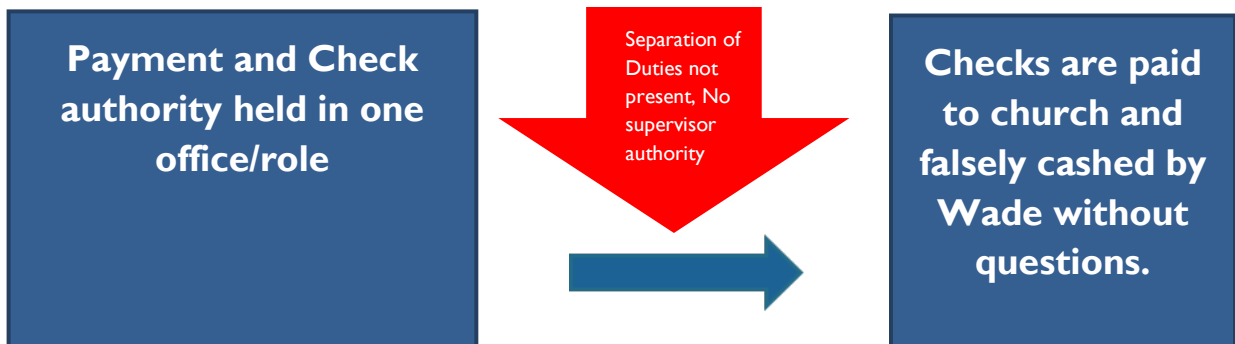 Payment and Check
authority held in one
office/role
Separation of
Duties not
present, No
supervisor
authority
Checks are paid
to church and
falsely cashed by
Wade without
questions.